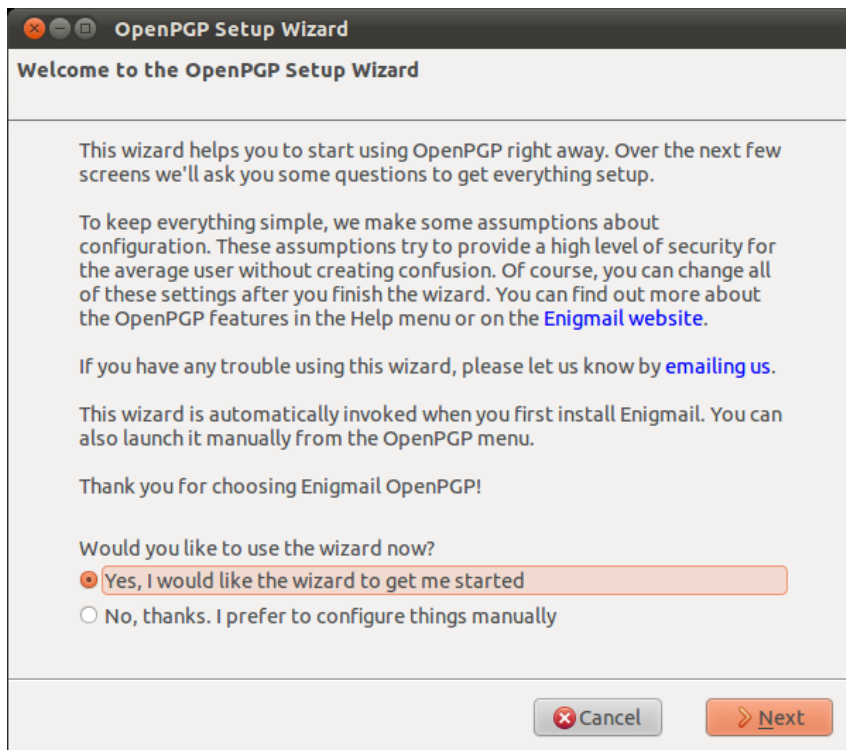 OpenPGP Setup Wizard
Welcome to the OpenPGP Setup Wizard
This wizard helps you to start using OpenPGP right away. Over the next few
screens we'll ask you some questions to get everything setup.
To keep everything simple, we make some assumptions about
configuration. These assumptions try to provide a high level of security for
the average user without creating confusion. Of course, you can change all
of these settings after you finish the wizard. You can find out more about
the OpenPGP features in the Help menu or on the Enigmail website.
If you have any trouble using this wizard, please let us know by emailing us.
This wizard is automatically invoked when you first install Enigmail. You can
also launch it manually from the OpenPGP menu.
Thank you for choosing Enigmail OpenPGP!
Would you like to use the wizard now?
Yes, I would like the wizard to get me started
No, thanks. I prefer to configure things manually
Cancel Next